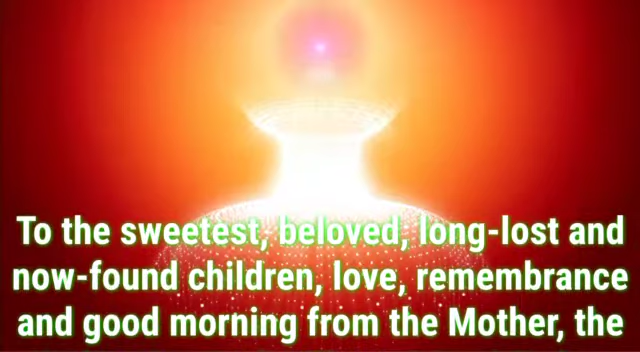 To the sweetest, beloved, long-lost and
now-found children, love, remembrance
and good morning from the Mother, the